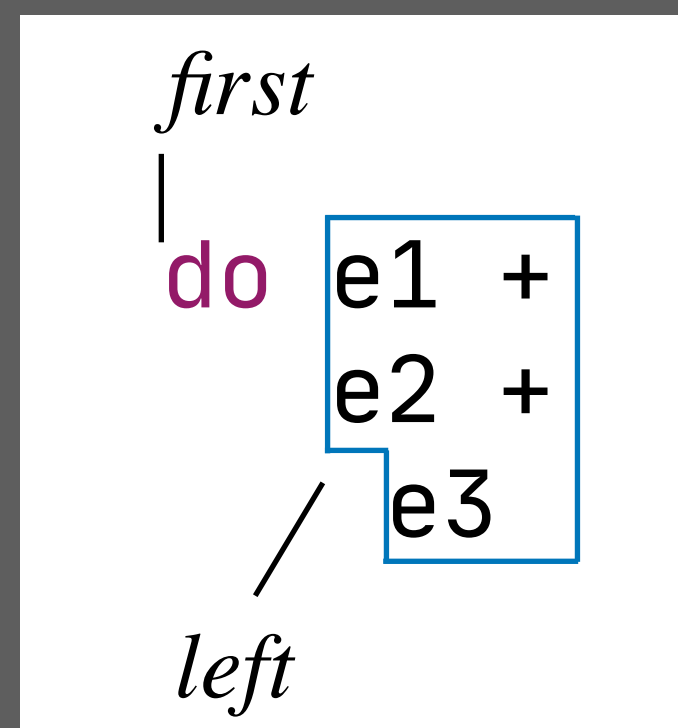 first
do e1 +
e2 +
e3
left